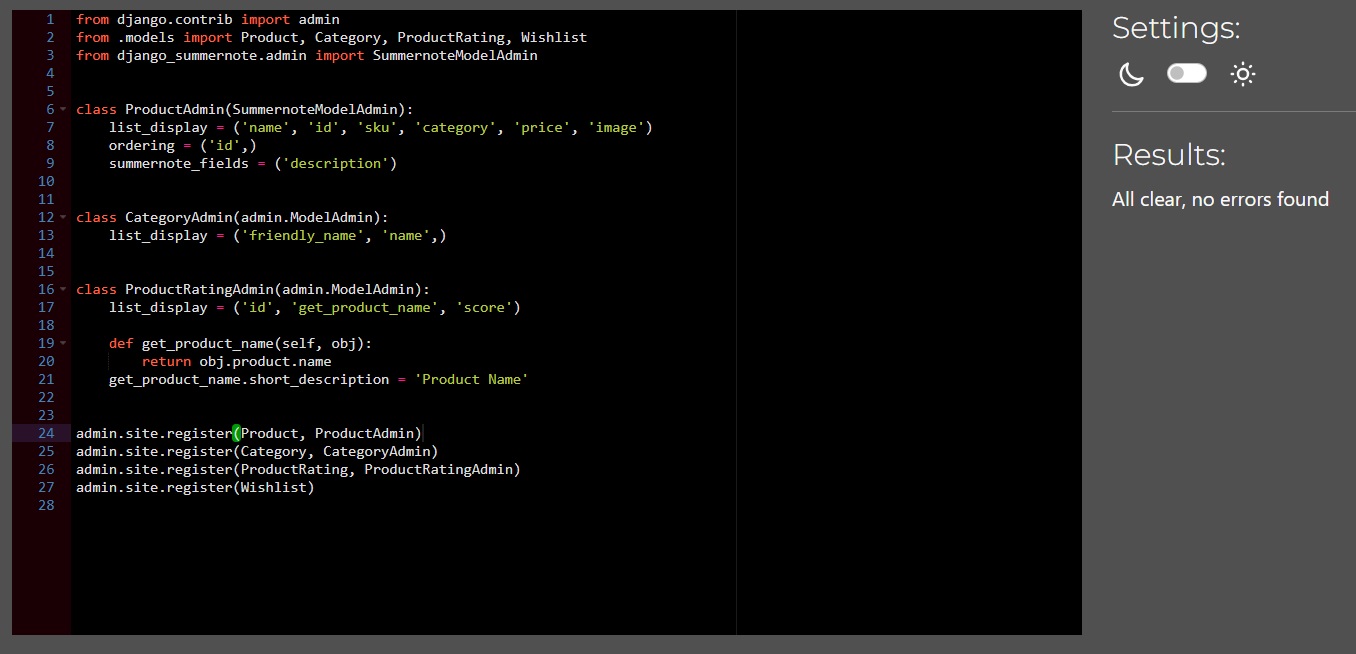 1 from django.contrib import admin
2 from .models import Product, Category, ProductRating, Wishlist
3 from django_summernote.admin import SummernoteModelAdmin
4
5
6 class ProductAdmin(SummernoteModelAdmin):
7     list_display = ('name', 'id', 'sku', 'category', 'price', 'image')
8     ordering = ('id',)
9     summernote_fields = ('description')
10
11
12 class CategoryAdmin(admin.ModelAdmin):
13     list_display = ('friendly_name', 'name',)
14
15
16 class ProductRatingAdmin(admin.ModelAdmin):
17     list_display = ('id', 'get_product_name', 'score')
18
19     def get_product_name(self, obj):
20         return obj.product.name
21     get_product_name.short_description = 'Product Name'
22
23
24 admin.site.register(Product, ProductAdmin)
25 admin.site.register(Category, CategoryAdmin)
26 admin.site.register(ProductRating, ProductRatingAdmin)
27 admin.site.register(Wishlist)
28
Settings:
Results:
All clear, no errors found